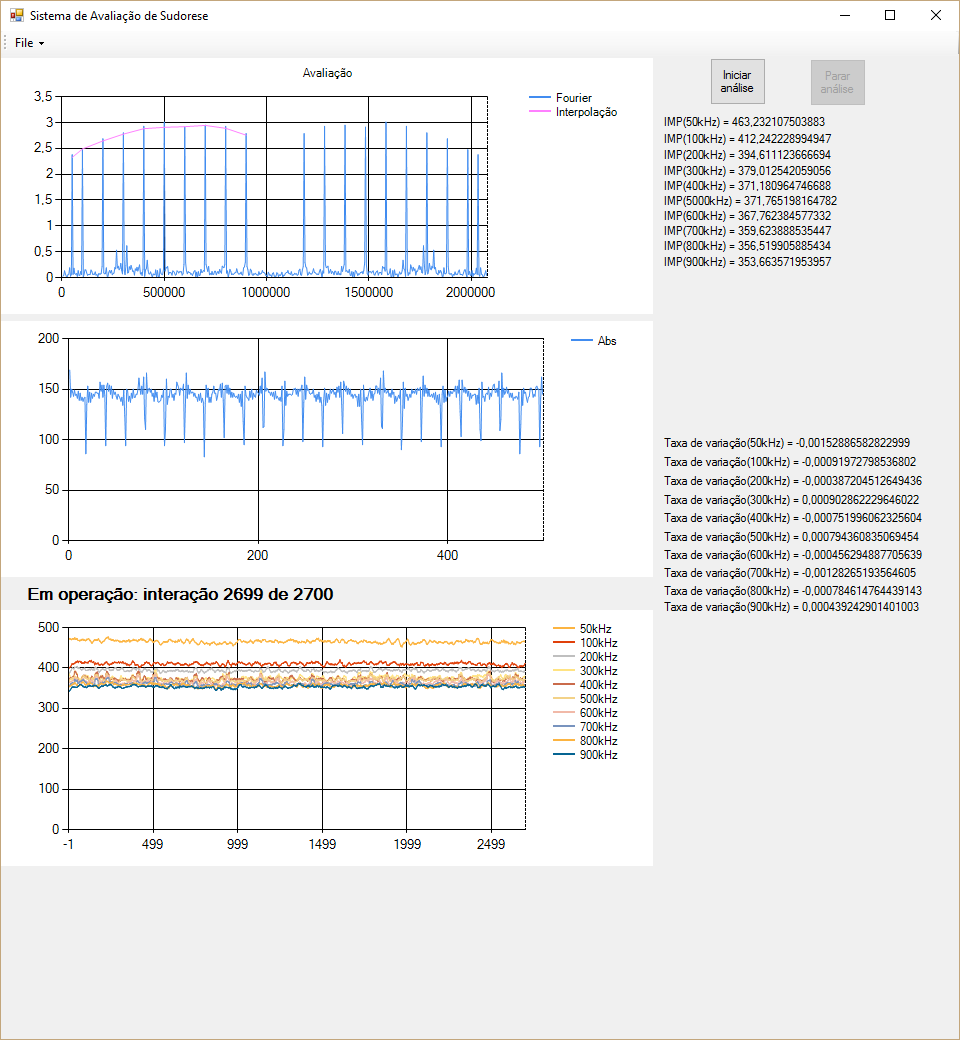 Sistema de Avaliação de Sudorese
File
Avaliação
3,5
3
2,5
2
1,5
1
0,5
0
0 500000 1000000 1500000 2000000
Fourier
Interpolação
Iniciar
análise
Parar
análise
IMP(50kHz) = 463,232107503883
IMP(100kHz) = 412,242228994947
IMP(200kHz) = 394,611123666694
IMP(300kHz) = 379,012542059056
IMP(400kHz) = 371,180964746688
IMP(5000kHz) = 371,765198164782
IMP(600kHz) = 367,762384577332
IMP(700kHz) = 359,623888535447
IMP(800kHz) = 356,519905885434
IMP(900kHz) = 353,663571953957
200
150
100
50
0
0 200 400
Abs
Taxa de variação(50kHz) = -0,00152886582822999
Taxa de variação(100kHz) = -0,00091972798536802
Taxa de variação(200kHz) = -0,000387204512649436
Taxa de variação(300kHz) = 0,000902862229646022
Taxa de variação(400kHz) = -0,000751996062325604
Taxa de variação(500kHz) = 0,000794360835069454
Taxa de variação(600kHz) = -0,000456294887705639
Taxa de variação(700kHz) = -0,00128265193564605
Taxa de variação(800kHz) = -0,000784614764439143
Taxa de variação(900kHz) = 0,000439242901401003
Em operação: interação 2699 de 2700
500
400
300
200
100
0
-1 499 999 1499 1999 2499
50kHz
100kHz
200kHz
300kHz
400kHz
500kHz
600kHz
700kHz
800kHz
900kHz